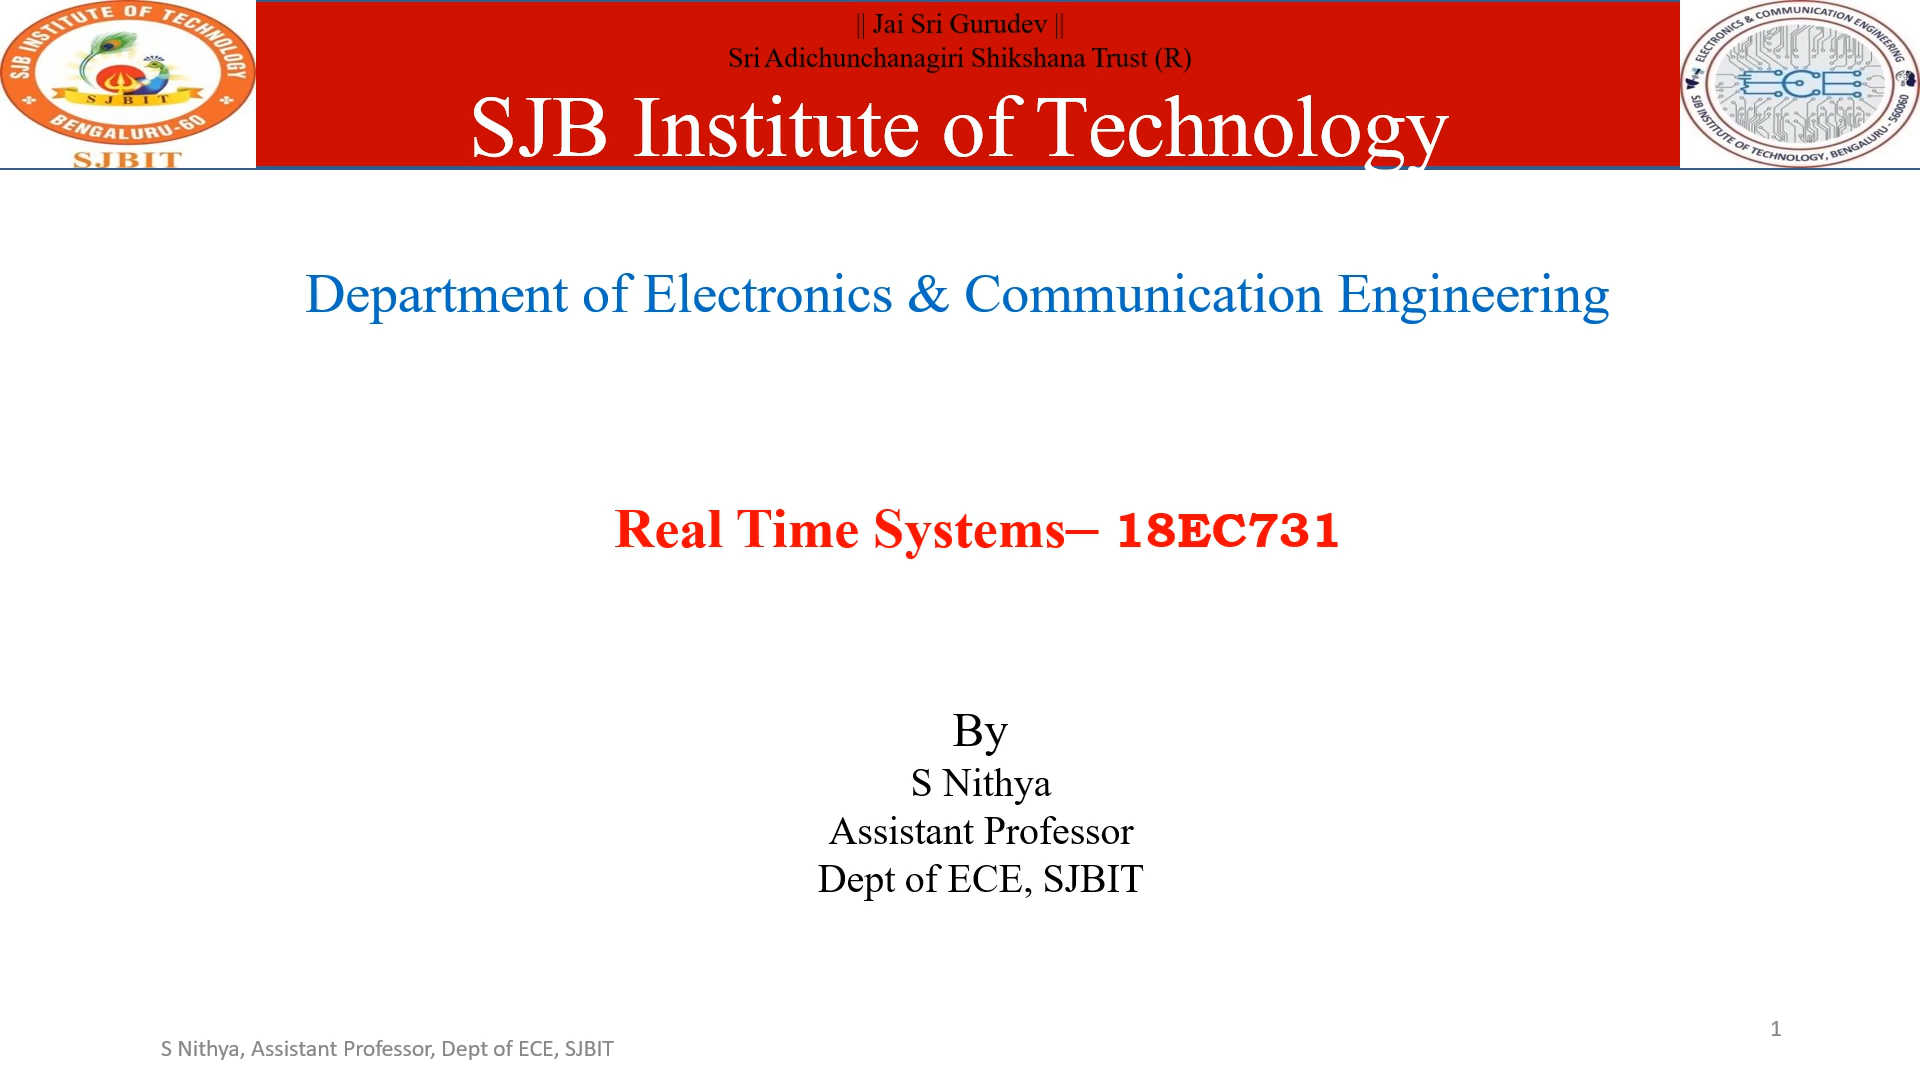 SJB INSTITUTE OF TECHNOLOGY
SJBIT
BENGALURU-60
SJBIT
|| Jai Sri Gurudev ||
Sri Adichunchanagiri Shikshana Trust (R)
SJB Institute of Technology
ELECTRONICS & COMMUNICATION ENGINEERING
ECE
SJB INSTITUTE OF TECHNOLOGY, BENGALURU - 560060
Department of Electronics & Communication Engineering
Real Time Systems– 18EC731
By
S Nithya
Assistant Professor
Dept of ECE, SJBIT
S Nithya, Assistant Professor, Dept of ECE, SJBIT
1